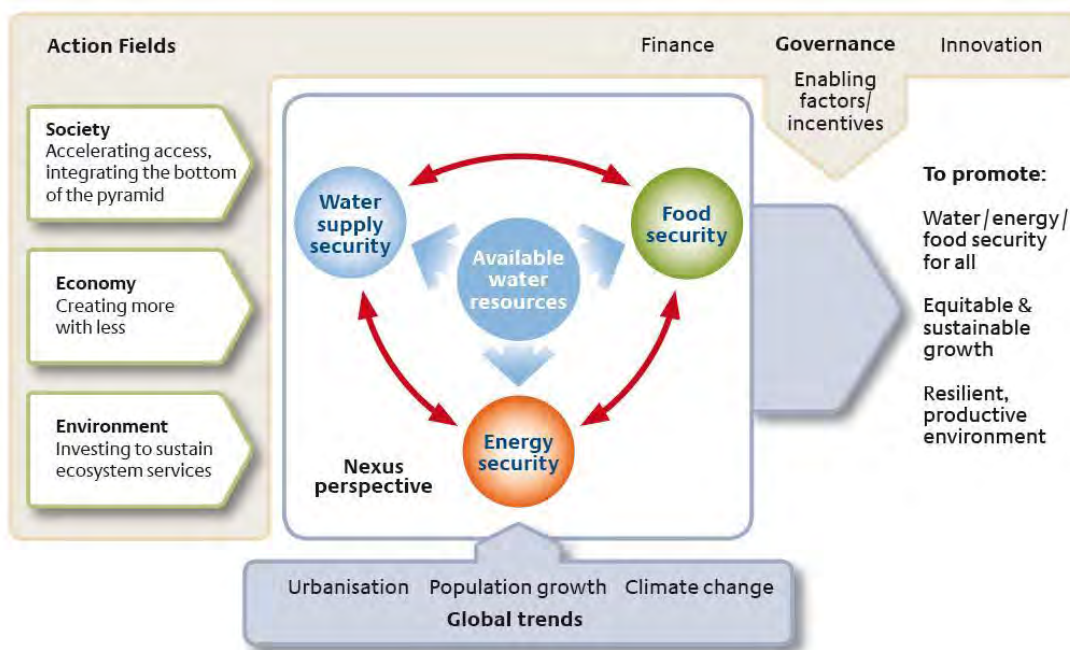 Action Fields
Finance
Governance
Innovation
Enabling
factors/
incentives
Society
Accelerating access,
integrating the bottom
of the pyramid
Economy
Creating more
with less
Environment
Investing to sustain
ecosystem services
Water
supply
security
Food
security
Available
water
resources
Energy
security
Nexus
perspective
To promote:
Water / energy /
food security
for all
Equitable &
sustainable
growth
Resilient,
productive
environment
Urbanisation
Population growth
Climate change
Global trends